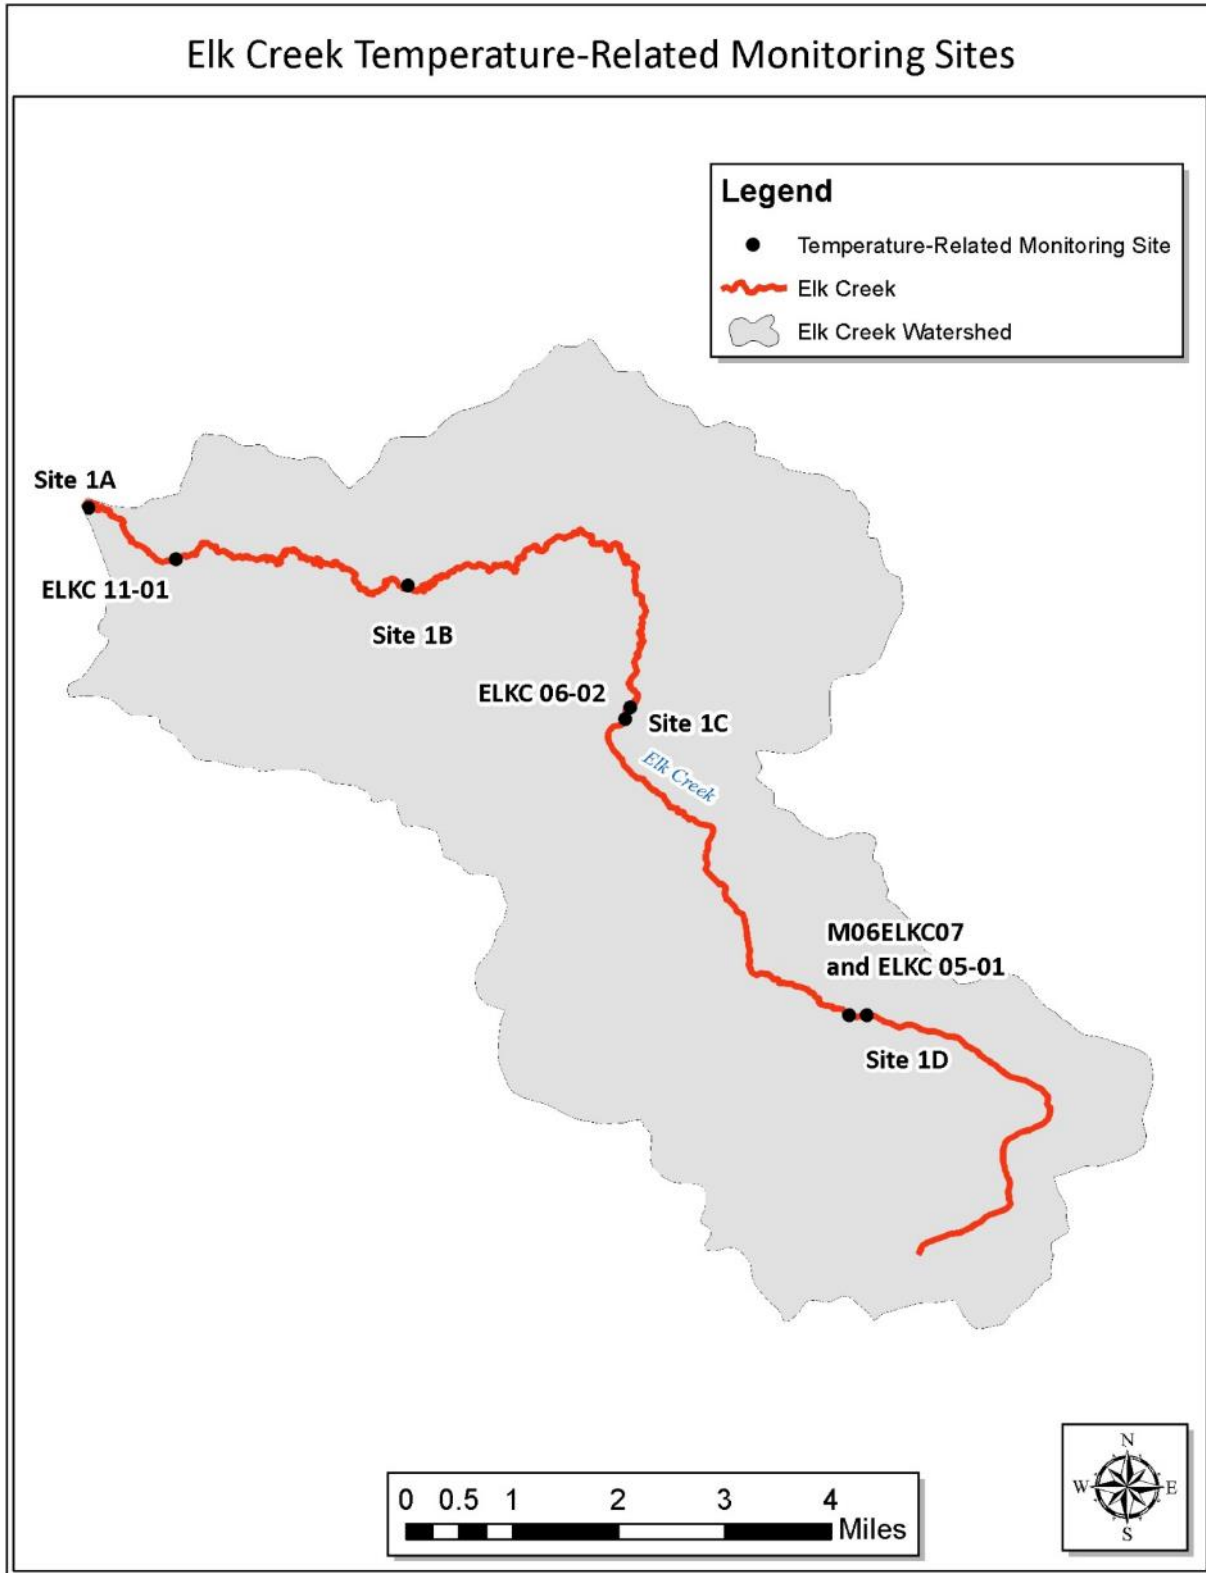 Elk Creek Temperature-Related Monitoring Sites
Legend
Temperature-Related Monitoring Site
Elk Creek
Elk Creek Watershed
Site 1A
ELKC 11-01
Site 1B
ELKC 06-02
Site 1C
Elk Creek
M06ELKC07
and ELKC 05-01
Site 1D
N
W E
S
0 0.5 1 2 3 4
Miles